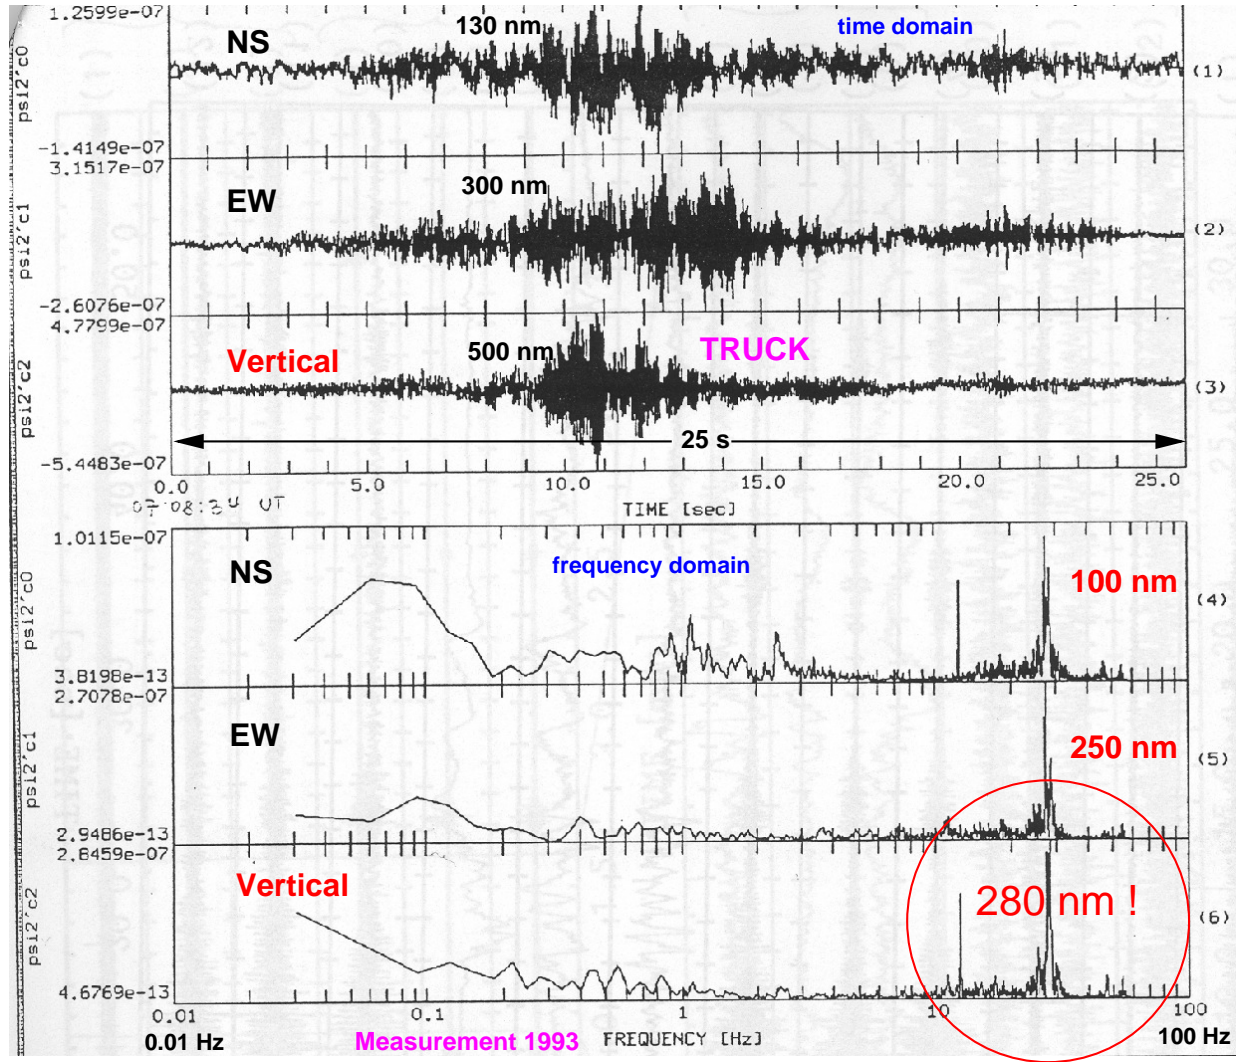 1.2599e-07
NS
130 nm
time domain
psi2'c0
(1)
-1.4149e-07
3.1517e-07
EW
300 nm
psi2'c1
(2)
-2.6076e-07
4.7799e-07
Vertical
500 nm
TRUCK
psi2'c2
(3)
25 s
-5.4483e-07
0.0 5.0 10.0 15.0 20.0 25.0
07:08:34 UT
TIME [sec]
1.0115e-07
NS
frequency domain
100 nm
psi2'c0
(4)
3.8198e-13
2.7078e-07
EW
250 nm
psi2'c1
(5)
2.9486e-13
2.8459e-07
Vertical
280 nm !
psi2'c2
(6)
4.6769e-13
0.01 0.1 1 10 100
0.01 Hz
Measurement 1993
FREQUENCY [Hz]
100 Hz